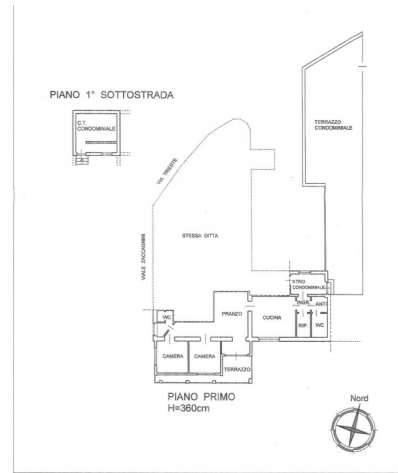 PIANO 1° SOTTOSTRADA
C.T.
CONDOMINIALE
TERRAZZO
CONDOMINIALE
VIA TRIESTE
VIALE ZACCAGNINI
STESSA DITTA
ATRIO
CONDOMINIALE
INGR.
ANTI
WC
PRANZO
CUCINA
RIP.
WC
CAMERA
CAMERA
TERRAZZO
PIANO PRIMO
H=360cm
Nord